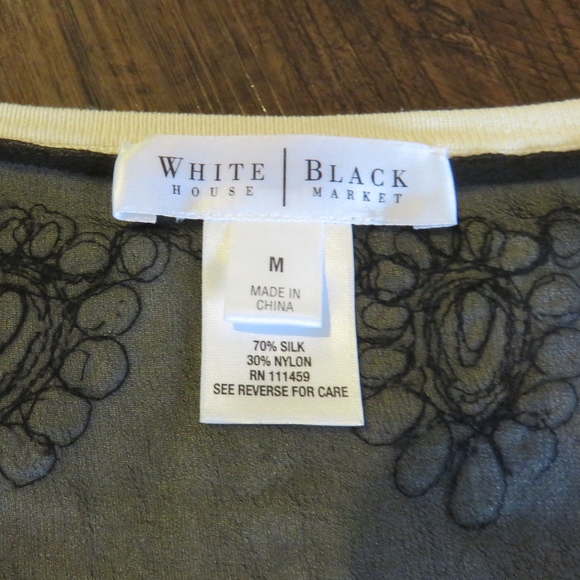 WHITE | BLACK
HOUSE MARKET
M
MADE IN
CHINA
70% SILK
30% NYLON
RN 111459
SEE REVERSE FOR CARE